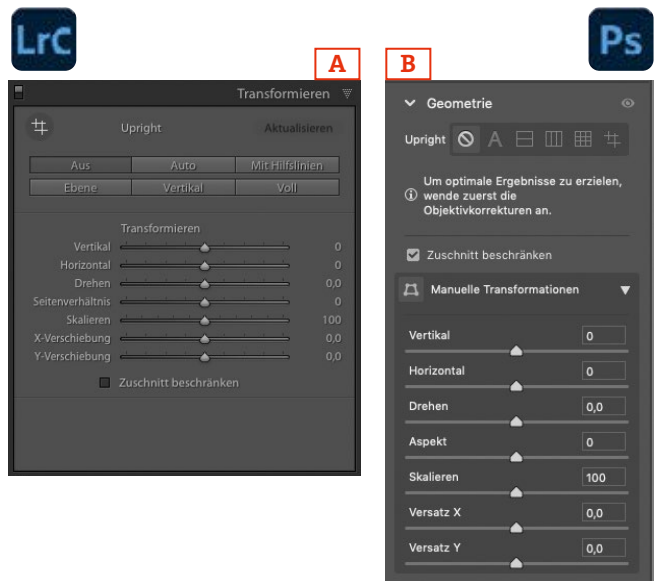 LrC
Ps
A
B
Transformieren
Upright
Aktualisieren
Aus
Auto
Mit Hilfslinien
Ebene
Vertikal
Voll
Transformieren
Vertikal 0
Horizontal 0
Drehen 0,0
Seitenverhältnis 0
Skalieren 100
X-Verschiebung 0,0
Y-Verschiebung 0,0
Zuschnitt beschränken
Geometrie
Upright A
Um optimale Ergebnisse zu erzielen,
wende zuerst die
Objektivkorrekturen an.
Zuschnitt beschränken
Manuelle Transformationen
Vertikal 0
Horizontal 0
Drehen 0,0
Aspekt 0
Skalieren 100
Versatz X 0,0
Versatz Y 0,0